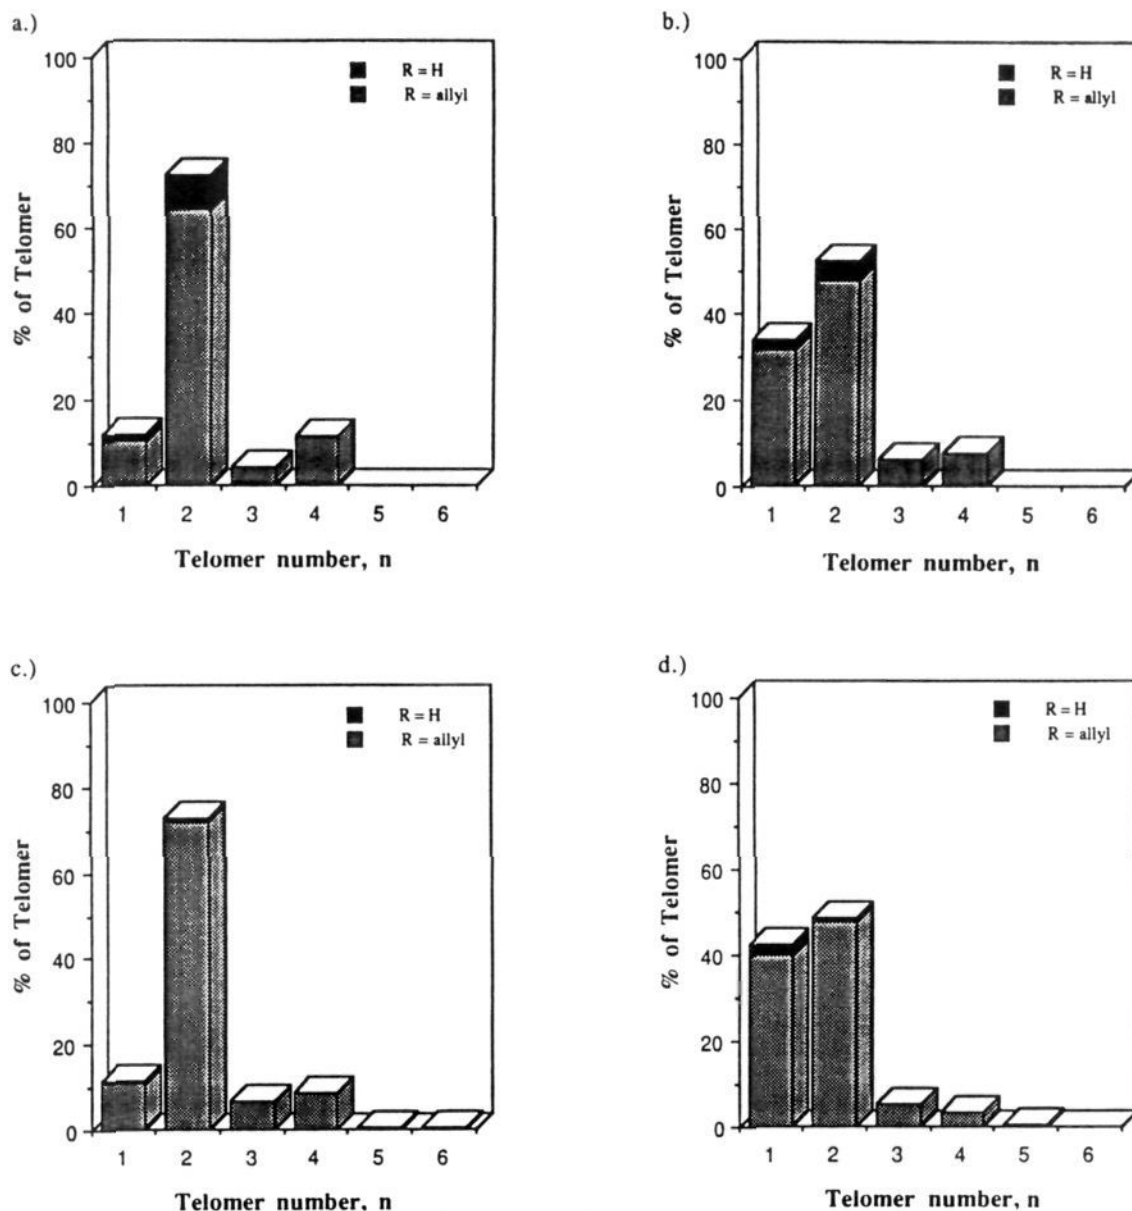 a.)
% of Telomer
100
80
60
40
20
0
R = H
R = allyl
1 2 3 4 5 6
Telomer number, n
b.)
% of Telomer
100
80
60
40
20
0
R = H
R = allyl
1 2 3 4 5 6
Telomer number, n
c.)
% of Telomer
100
80
60
40
20
0
R = H
R = allyl
1 2 3 4 5 6
Telomer number, n
d.)
% of Telomer
100
80
60
40
20
0
R = H
R = allyl
1 2 3 4 5 6
Telomer number, n